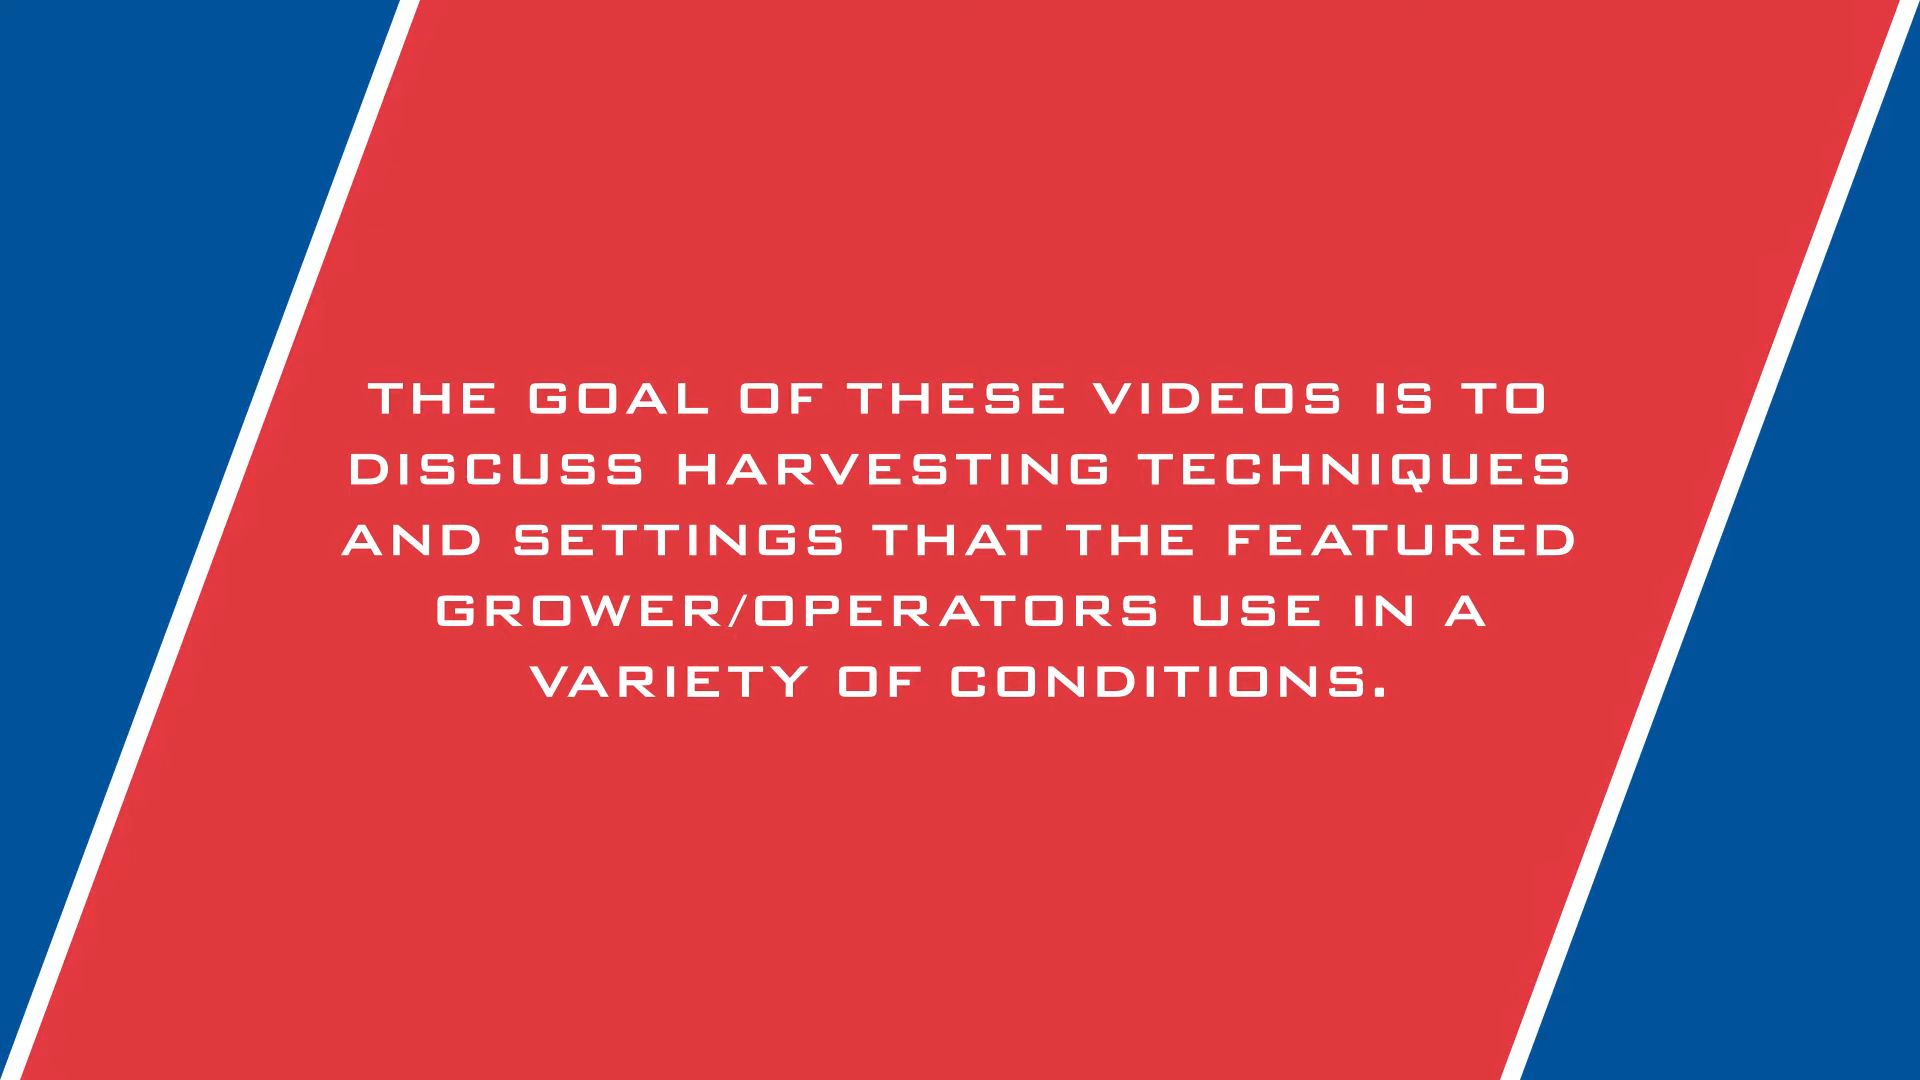 THE GOAL OF THESE VIDEOS IS TO
DISCUSS HARVESTING TECHNIQUES
AND SETTINGS THAT THE FEATURED
GROWER/OPERATORS USE IN A
VARIETY OF CONDITIONS.